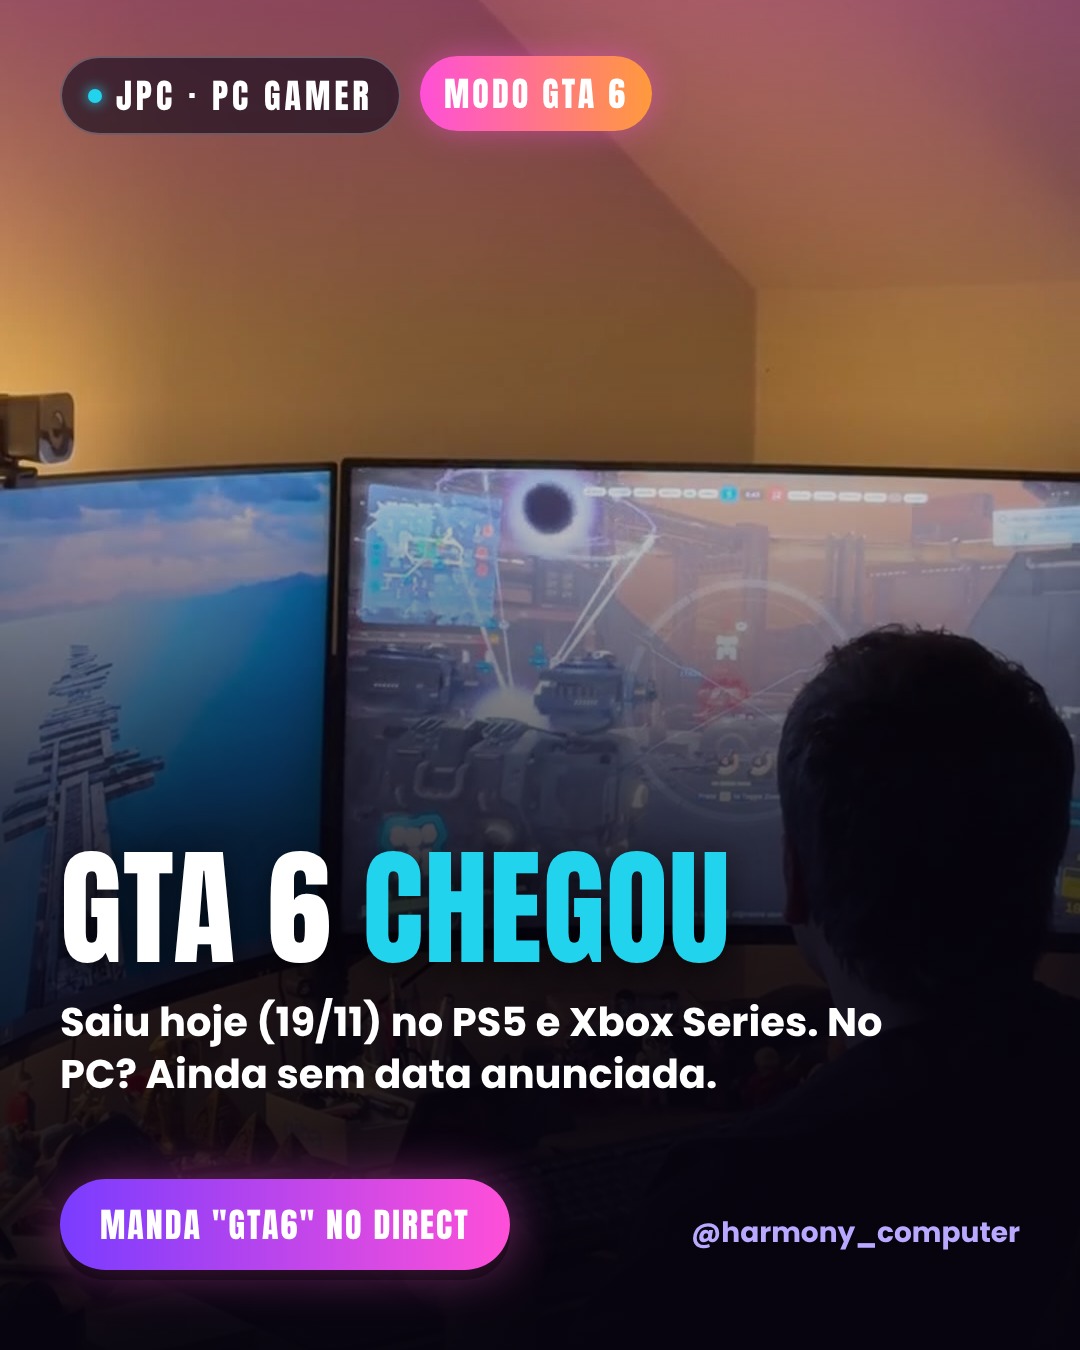 JPC · PC GAMER
MODO GTA 6
GTA 6 CHEGOU
Saiu hoje (19/11) no PS5 e Xbox Series. No
PC? Ainda sem data anunciada.
MANDA "GTA6" NO DIRECT
@harmony_computer